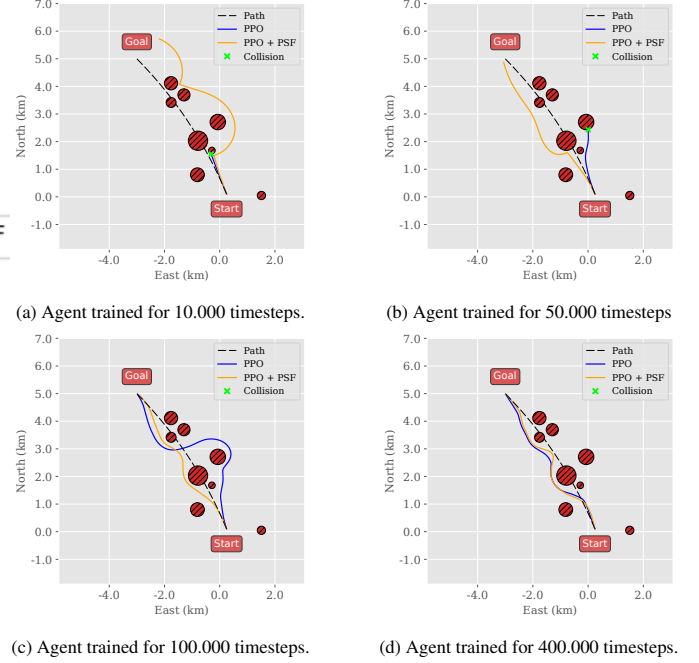 7.0
6.0
5.0
4.0
3.0
2.0
1.0
0.0
-1.0
North (km)
-4.0 -2.0 0.0 2.0
East (km)
Goal
Start
Path
PPO
PPO + PSF
Collision
(a) Agent trained for 10.000 timesteps.
7.0
6.0
5.0
4.0
3.0
2.0
1.0
0.0
-1.0
North (km)
-4.0 -2.0 0.0 2.0
East (km)
Goal
Start
Path
PPO
PPO + PSF
Collision
(b) Agent trained for 50.000 timesteps
7.0
6.0
5.0
4.0
3.0
2.0
1.0
0.0
-1.0
North (km)
-4.0 -2.0 0.0 2.0
East (km)
Goal
Start
Path
PPO
PPO + PSF
Collision
(c) Agent trained for 100.000 timesteps.
7.0
6.0
5.0
4.0
3.0
2.0
1.0
0.0
-1.0
North (km)
-4.0 -2.0 0.0 2.0
East (km)
Goal
Start
Path
PPO
PPO + PSF
Collision
(d) Agent trained for 400.000 timesteps.